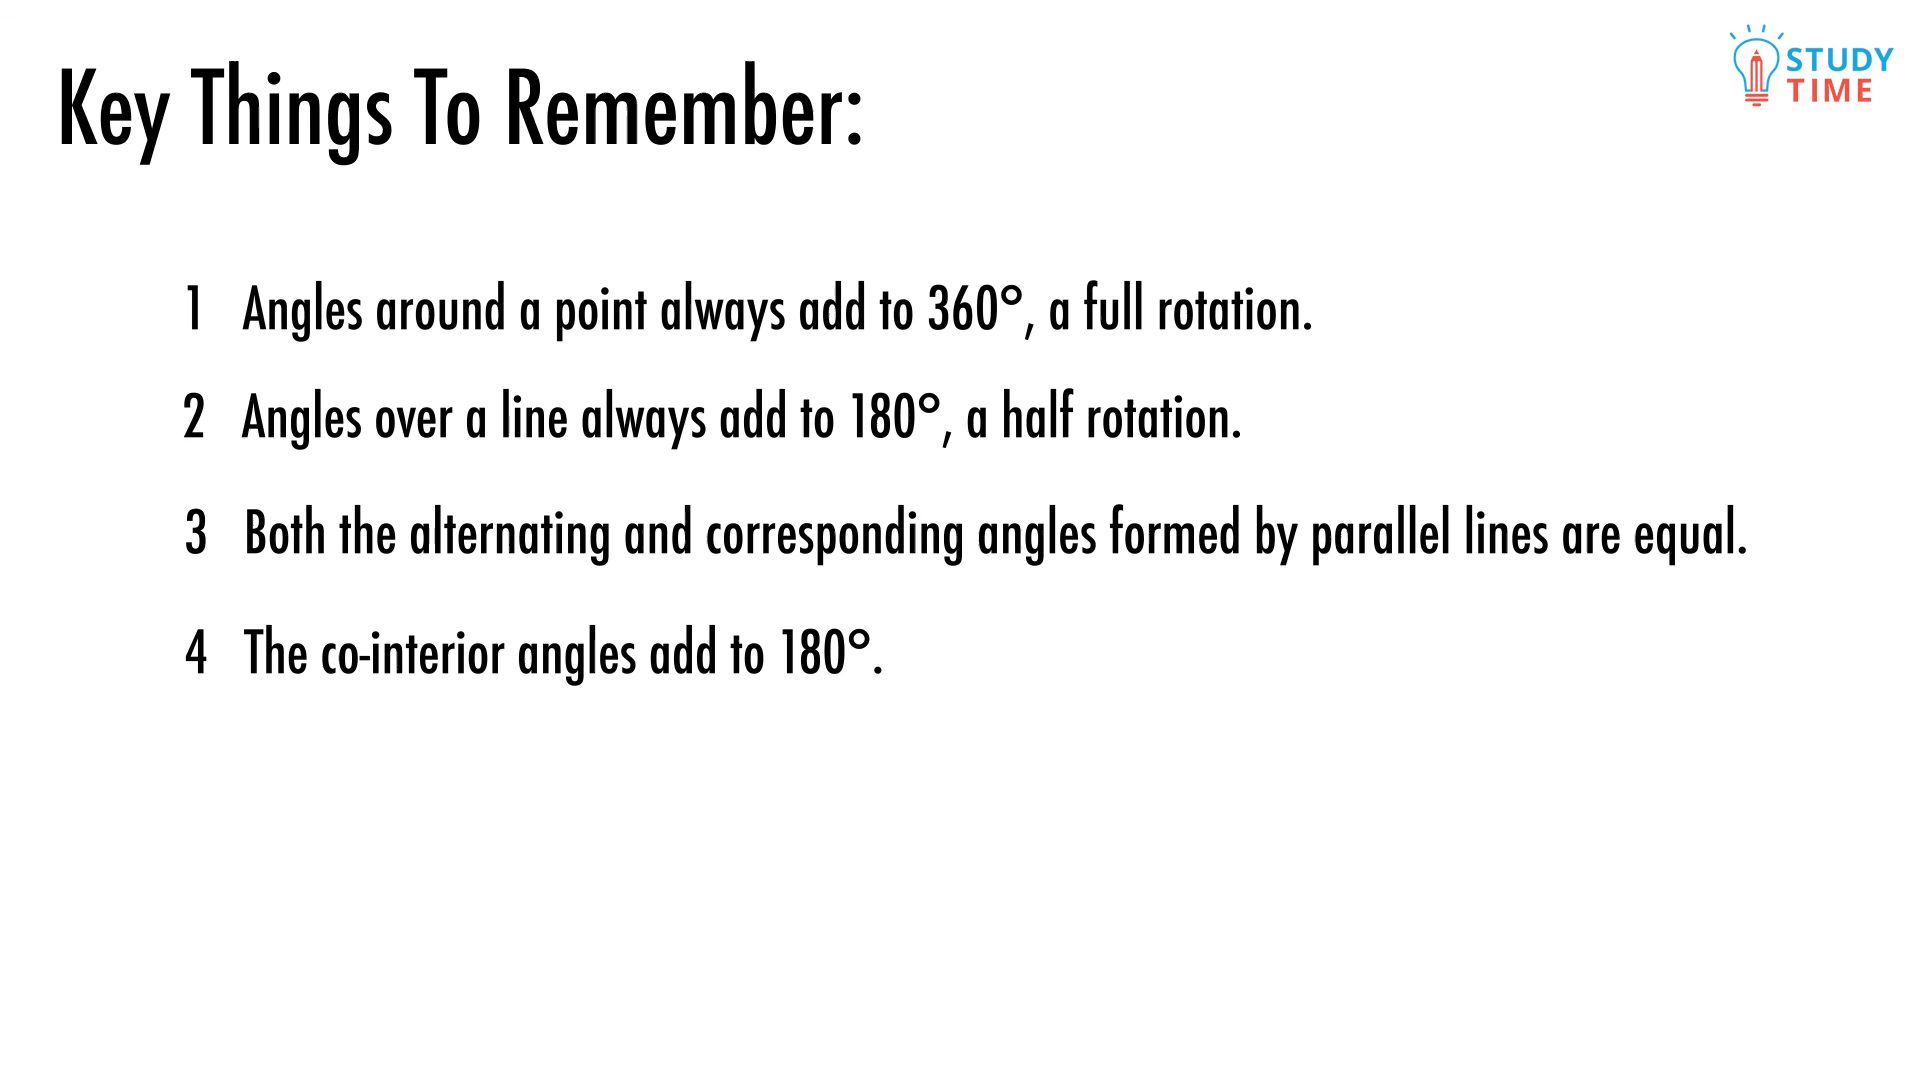 Key Things To Remember:
STUDY
TIME
1 Angles around a point always add to 360°, a full rotation.
2 Angles over a line always add to 180°, a half rotation.
3 Both the alternating and corresponding angles formed by parallel lines are equal.
4 The co-interior angles add to 180°.